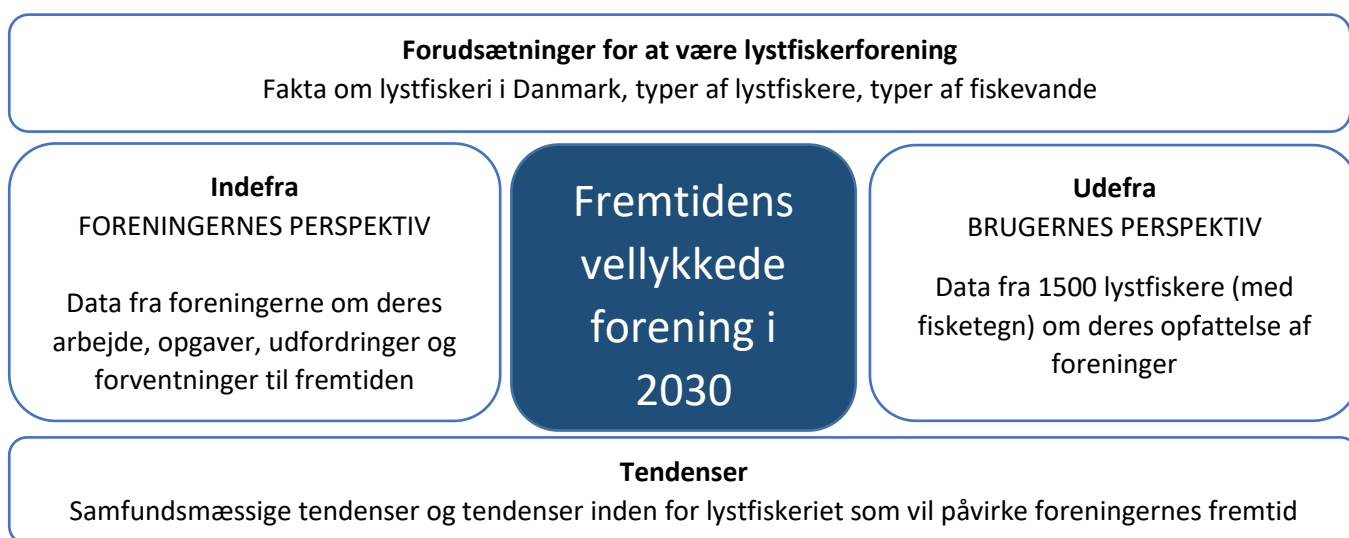 Forudsætninger for at være lystfiskerforening
Fakta om lystfiskeri i Danmark, typer af lystfiskere, typer af fiskevande
Indefra
FORENINGERNES PERSPEKTIV
Data fra foreningerne om deres
arbejde, opgaver, udfordringer og
forventninger til fremtiden
Fremtidens
vellykkede
forening i
2030
Udefra
BRUGERNES PERSPEKTIV
Data fra 1500 lystfiskere (med
fisketegn) om deres opfattelse af
foreninger
Tendenser
Samfundsmæssige tendenser og tendenser inden for lystfiskeriet som vil påvirke foreningernes fremtid